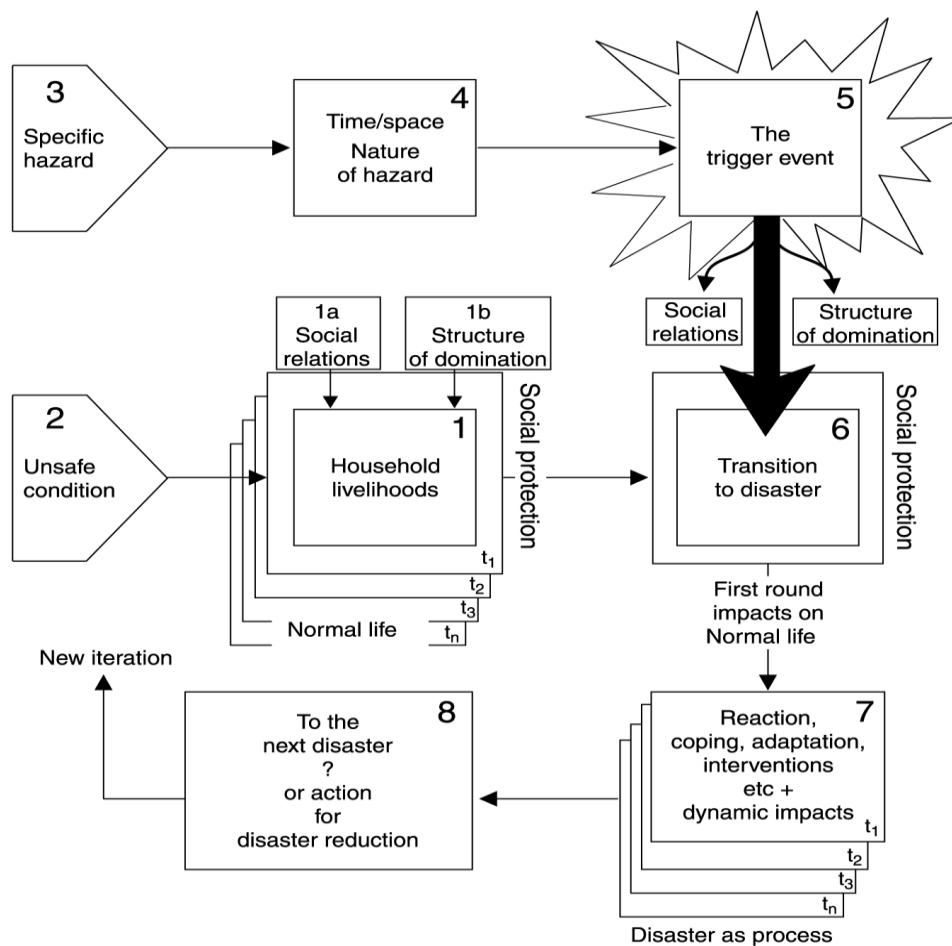 3
Specific
hazard
4
Time/space
Nature
of hazard
5
The
trigger event
Social
relations
Structure
of domination
1a
Social
relations
1b
Structure
of domination
2
Unsafe
condition
1
Household
livelihoods
Social protection
t1
t2
t3
tn
Normal life
6
Transition
to disaster
Social protection
First round
impacts on
Normal life
New iteration
8
To the
next disaster
?
or action
for
disaster reduction
7
Reaction,
coping, adaptation,
interventions
etc +
dynamic impacts
t1
t2
t3
tn
Disaster as process